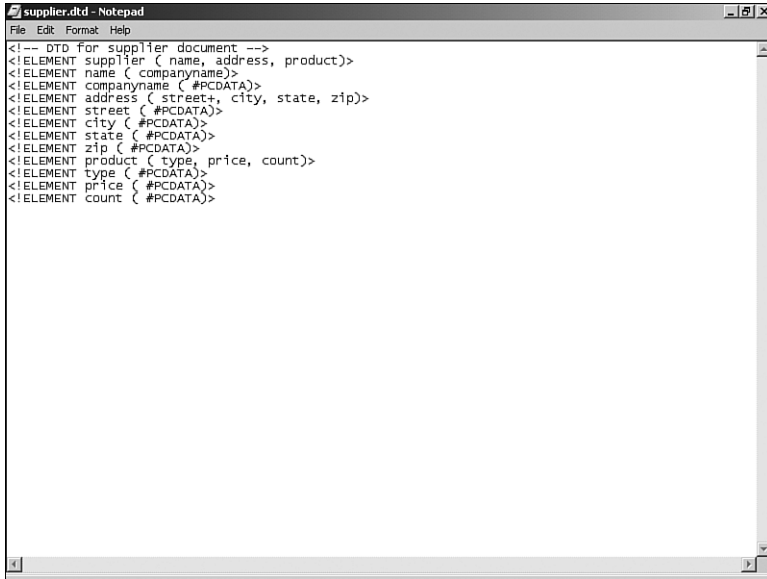 supplier.dtd - Notepad
File Edit Format Help
<!-- DTD for supplier document -->
<!ELEMENT supplier ( name, address, product)>
<!ELEMENT name ( companyname)>
<!ELEMENT companyname ( #PCDATA)>
<!ELEMENT address ( street+, city, state, zip)>
<!ELEMENT street ( #PCDATA)>
<!ELEMENT city ( #PCDATA)>
<!ELEMENT state ( #PCDATA)>
<!ELEMENT zip ( #PCDATA)>
<!ELEMENT product ( type, price, count)>
<!ELEMENT type ( #PCDATA)>
<!ELEMENT price ( #PCDATA)>
<!ELEMENT count ( #PCDATA)>